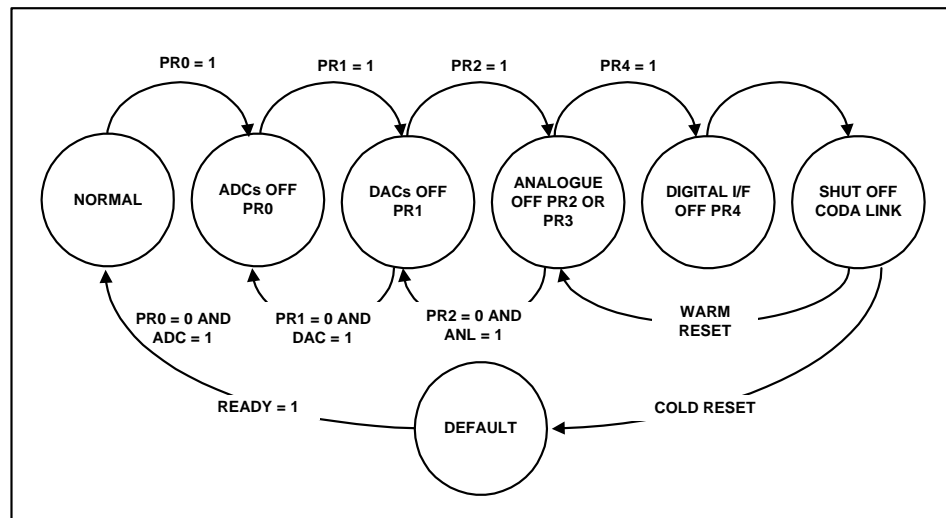 PR0 = 1
PR1 = 1
PR2 = 1
PR4 = 1
NORMAL
ADCs OFF
PR0
DACs OFF
PR1
ANALOGUE
OFF PR2 OR
PR3
DIGITAL I/F
OFF PR4
SHUT OFF
CODA LINK
PR0 = 0 AND
ADC = 1
PR1 = 0 AND
DAC = 1
PR2 = 0 AND
ANL = 1
WARM
RESET
READY = 1
DEFAULT
COLD RESET